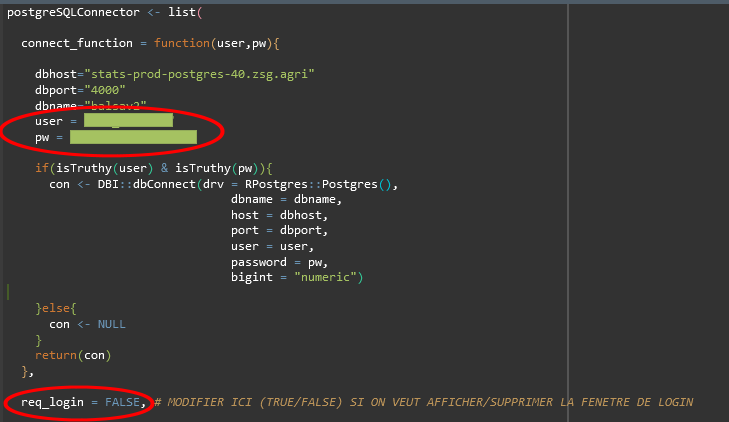 postgreSQLConnector <- list(
connect_function = function(user,pw){
dbhost="stats-prod-postgres-40.zsg.agri"
dbport="4000"
dbname="balsav2"
user =
pw =
if(isTruthy(user) & isTruthy(pw)){
con <- DBI::dbConnect(drv = RPostgres::Postgres(),
dbname = dbname,
host = dbhost,
port = dbport,
user = user,
password = pw,
bigint = "numeric")
}else{
con <- NULL
}
return(con)
},
req_login = FALSE, # MODIFIER ICI (TRUE/FALSE) SI ON VEUT AFFICHER/SUPPRIMER LA FENETRE DE LOGIN